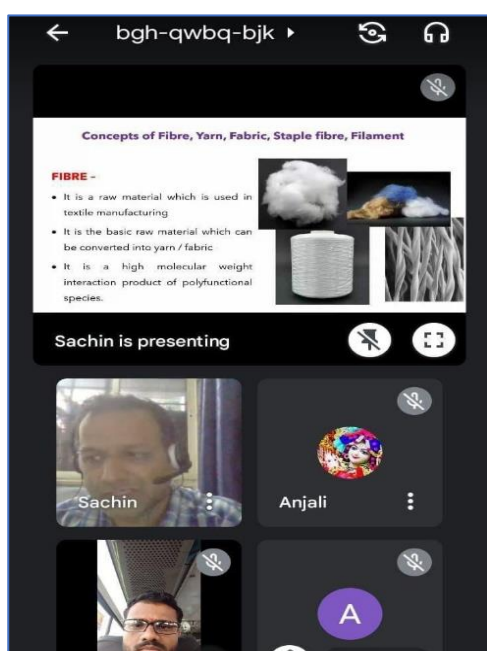 bgh-qwbq-bjk
Concepts of Fibre, Yarn, Fabric, Staple fibre, Filament
FIBRE -
• It is a raw material which is used in
textile manufacturing
• It is the basic raw material which can
be converted into yarn / fabric
• It is a high molecular weight
interaction product of polyfunctional
species.
Sachin is presenting
Sachin
Anjali
A